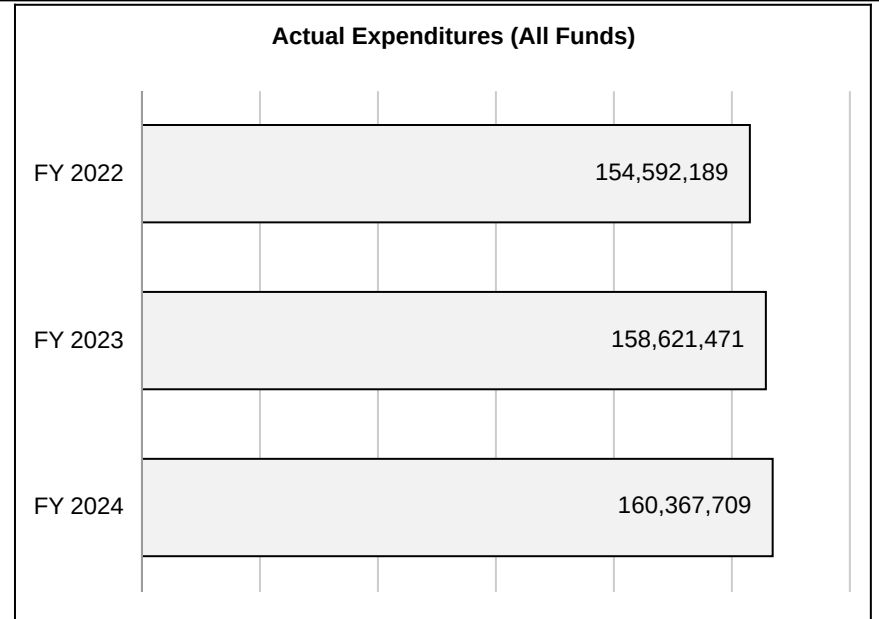 Actual Expenditures (All Funds)
FY 2022
154,592,189
FY 2023
158,621,471
FY 2024
160,367,709